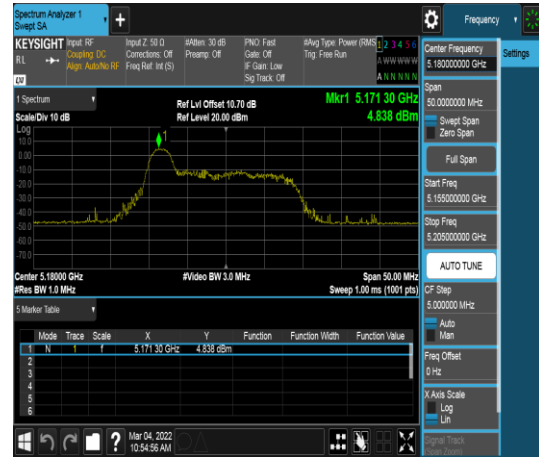 Spectrum Analyzer 1
Swept SA
+
Frequency
KEYSIGHT
Input: RF
Coupling: DC
Align: Auto/No RF
Input Z: 50 Ω
Corrections: Off
Freq Ref: Int (S)
#Atten: 30 dB
Preamp: Off
PNO: Fast
Gate: Off
IF Gain: Low
Sig Track: Off
#Avg Type: Power (RMS
Trig: Free Run
1 2 3 4 5 6
A W W W W W
A N N N N N
RL
LXI
1 Spectrum
Scale/Div 10 dB
Ref Lvl Offset 10.70 dB
Ref Level 20.00 dBm
Mkr1 5.171 30 GHz
4.838 dBm
Log
1
10.0
0.00
-10.0
-20.0
-30.0
-40.0
-50.0
-60.0
-70.0
Center 5.18000 GHz
#Res BW 1.0 MHz
#Video BW 3.0 MHz
Span 50.00 MHz
Sweep 1.00 ms (1001 pts)
5 Marker Table
Mode Trace Scale X Y Function Function Width Function Value
1 N 1 f 5.171 30 GHz 4.838 dBm
2
3
4
5
6
Mar 04, 2022
10:54:56 AM
?
Center Frequency
5.180000000 GHz
Settings
Span
50.0000000 MHz
Swept Span
Zero Span
Full Span
Start Freq
5.155000000 GHz
Stop Freq
5.205000000 GHz
AUTO TUNE
CF Step
5.000000 MHz
Auto
Man
Freq Offset
0 Hz
X Axis Scale
Log
Lin
Signal Track
(Span Zoom)